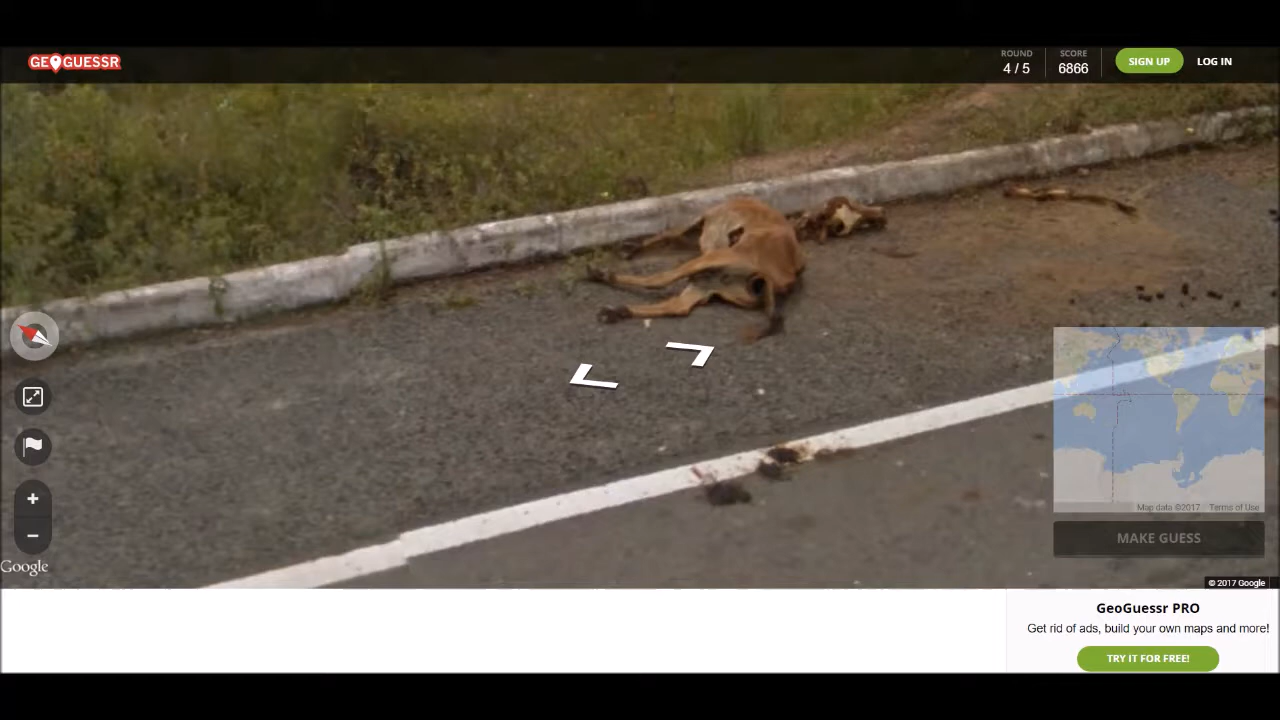 GEOGUESSR
ROUND
4 / 5
SCORE
6866
SIGN UP
LOG IN
Map data ©2017 Terms of Use
MAKE GUESS
Google
© 2017 Google
GeoGuessr PRO
Get rid of ads, build your own maps and more!
TRY IT FOR FREE!